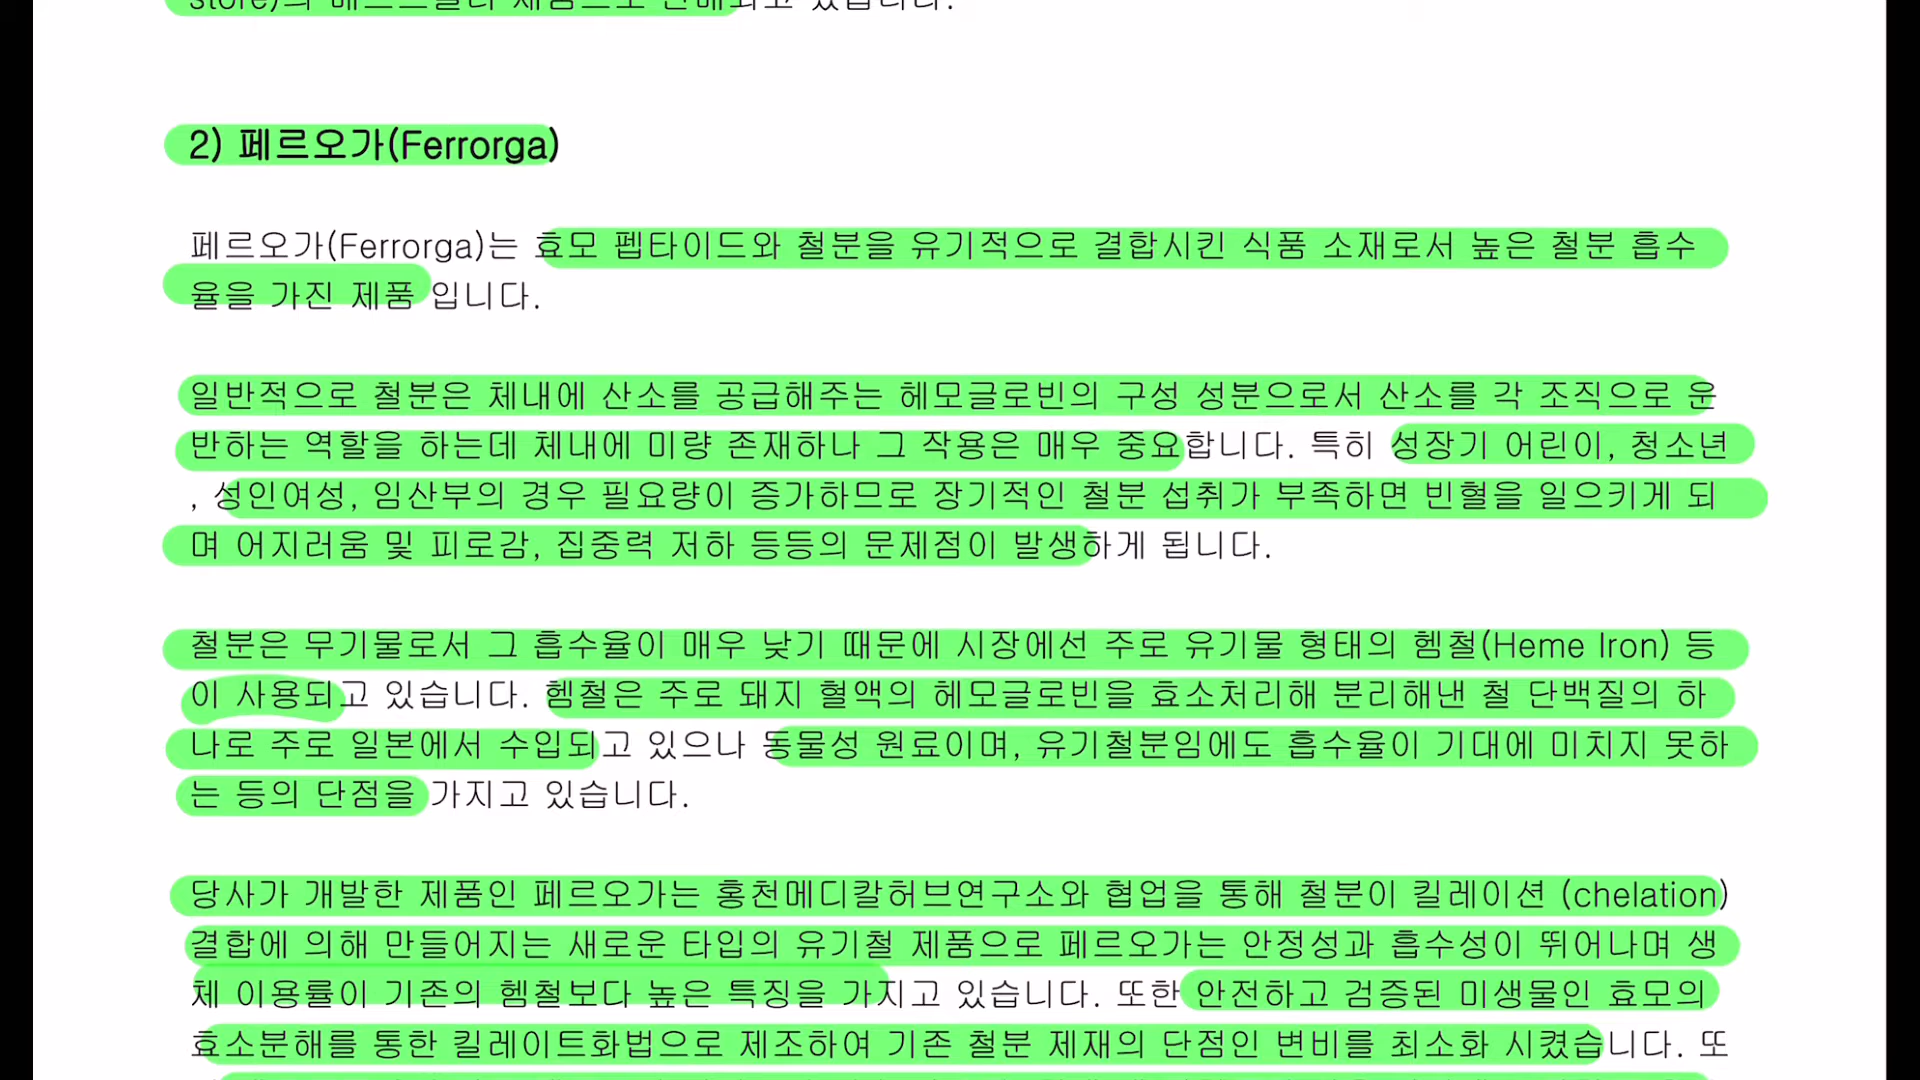 store)의 베스트셀러 제품으로 판매되고 있습니다.
2) 페르오가(Ferrorga)
페르오가(Ferrorga)는 효모 펩타이드와 철분을 유기적으로 결합시킨 식품 소재로서 높은 철분 흡수
율을 가진 제품 입니다.
일반적으로 철분은 체내에 산소를 공급해주는 헤모글로빈의 구성 성분으로서 산소를 각 조직으로 운
반하는 역할을 하는데 체내에 미량 존재하나 그 작용은 매우 중요합니다. 특히 성장기 어린이, 청소년
, 성인여성, 임산부의 경우 필요량이 증가하므로 장기적인 철분 섭취가 부족하면 빈혈을 일으키게 되
며 어지러움 및 피로감, 집중력 저하 등등의 문제점이 발생하게 됩니다.
철분은 무기물로서 그 흡수율이 매우 낮기 때문에 시장에선 주로 유기물 형태의 헴철(Heme Iron) 등
이 사용되고 있습니다. 헴철은 주로 돼지 혈액의 헤모글로빈을 효소처리해 분리해낸 철 단백질의 하
나로 주로 일본에서 수입되고 있으나 동물성 원료이며, 유기철분임에도 흡수율이 기대에 미치지 못하
는 등의 단점을 가지고 있습니다.
당사가 개발한 제품인 페르오가는 홍천메디칼허브연구소와 협업을 통해 철분이 킬레이션 (chelation)
결합에 의해 만들어지는 새로운 타입의 유기철 제품으로 페르오가는 안정성과 흡수성이 뛰어나며 생
체 이용률이 기존의 헴철보다 높은 특징을 가지고 있습니다. 또한 안전하고 검증된 미생물인 효모의
효소분해를 통한 킬레이트화법으로 제조하여 기존 철분 제재의 단점인 변비를 최소화 시켰습니다. 또